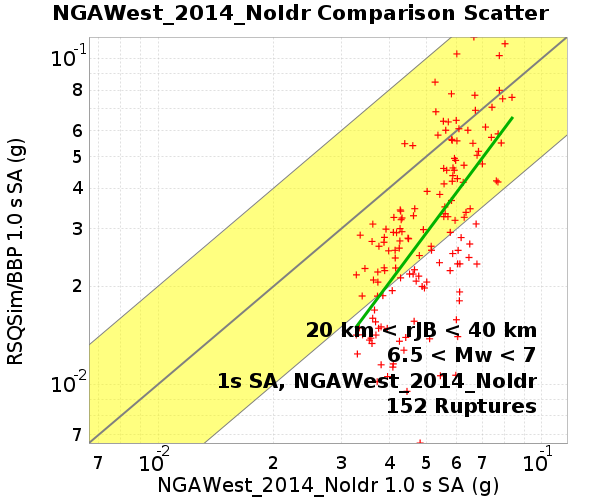 NGAWest_2014_NoIdr Comparison Scatter
RSQSim/BBP 1.0 s SA (g)
10-1
8
6
5
4
3
2
10-2
7
20 km < rJB < 40 km
6.5 < Mw < 7
1s SA, NGAWest_2014_NoIdr
152 Ruptures
7 10-2 2 3 4 5 6 7 8 10-1
NGAWest_2014_NoIdr 1.0 s SA (g)